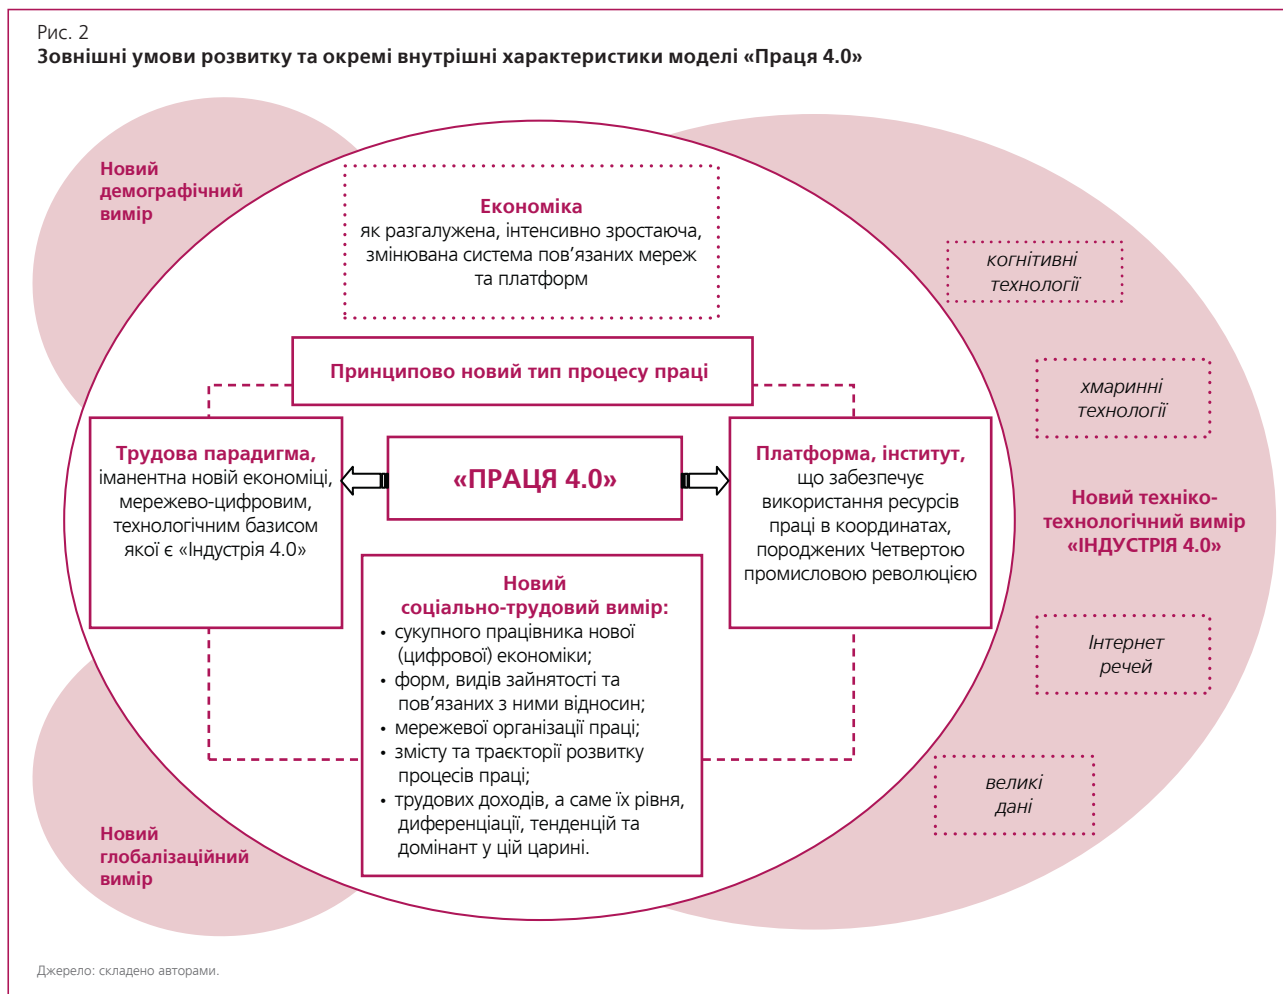 Рис. 2
Зовнішні умови розвитку та окремі внутрішні характеристики моделі «Праця 4.0»
Новий
демографічний
вимір
Економіка
як разгалужена, інтенсивно зростаюча,
змінювана система пов’язаних мереж
та платформ
когнітивні
технології
Принципово новий тип процесу праці
хмаринні
технології
Трудова парадигма,
іманентна новій економіці,
мережево-цифровим,
технологічним базисом
якої є «Індустрія 4.0»
«ПРАЦЯ 4.0»
Платформа, інститут,
що забезпечує
використання ресурсів
праці в координатах,
породжених Четвертою
промисловою революцією
Новий техніко-
технологічний вимір
«ІНДУСТРІЯ 4.0»
Новий
соціально-трудовий вимір:
• сукупного працівника нової
(цифрової) економіки;
• форм, видів зайнятості та
пов’язаних з ними відносин;
• мережевої організації праці;
• змісту та траєкторії розвитку
процесів праці;
• трудових доходів, а саме їх рівня,
диференціації, тенденцій та
домінант у цій царині.
Інтернет
речей
великі
дані
Новий
глобалізаційний
вимір
Джерело: складено авторами.